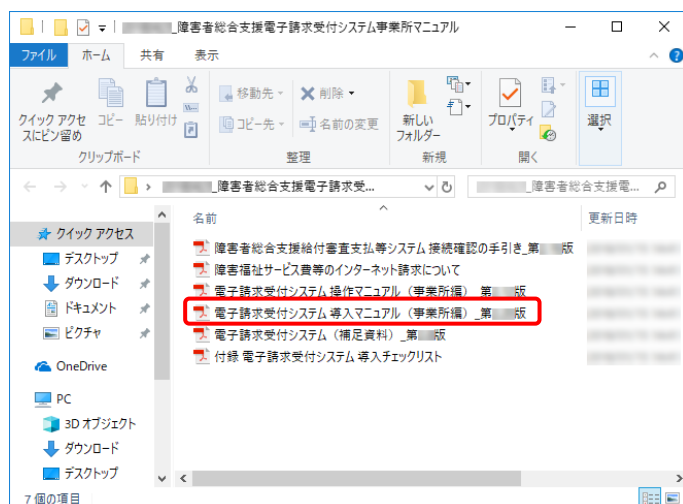 _障害者総合支援電子請求受付システム事業所マニュアル
ファイル ホーム 共有 表示
クイック アクセスにピン留め コピー 貼り付け
移動先 削除
コピー先 名前の変更
新しいフォルダー
プロパティ
選択
クリップボード 整理 新規 開く
_障害者総合支援電子請求受... _障害者総合支援電...
名前 更新日時
クイック アクセス
デスクトップ
ダウンロード
ドキュメント
ピクチャ
OneDrive
PC
3D オブジェクト
ダウンロード
デスクトップ
障害者総合支援給付審査支払等システム 接続確認の手引き_第 版
障害福祉サービス費等のインターネット請求について
電子請求受付システム 操作マニュアル（事業所編）_第 版
電子請求受付システム 導入マニュアル（事業所編）_第 版
電子請求受付システム（補足資料）_第 版
付録 電子請求受付システム 導入チェックリスト
7 個の項目